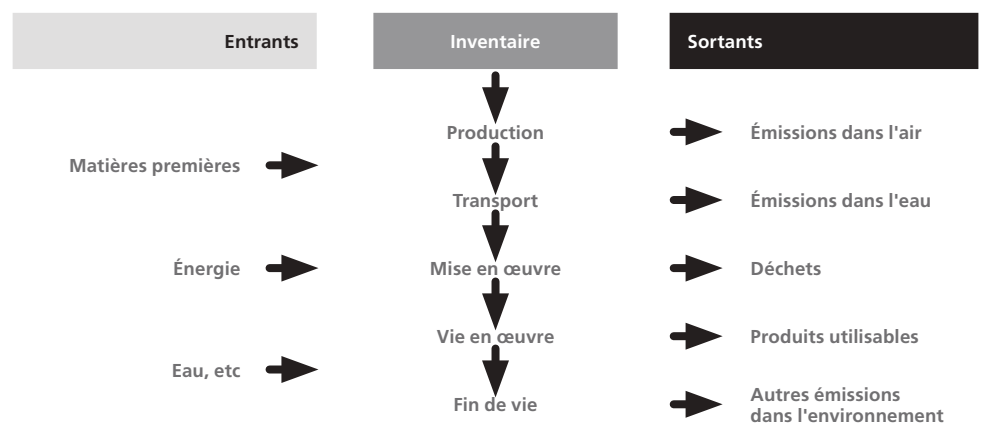 Entrants
Inventaire
Sortants
Production
Émissions dans l'air
Matières premières
Transport
Émissions dans l'eau
Énergie
Mise en œuvre
Déchets
Vie en œuvre
Produits utilisables
Eau, etc
Fin de vie
Autres émissions
dans l'environnement